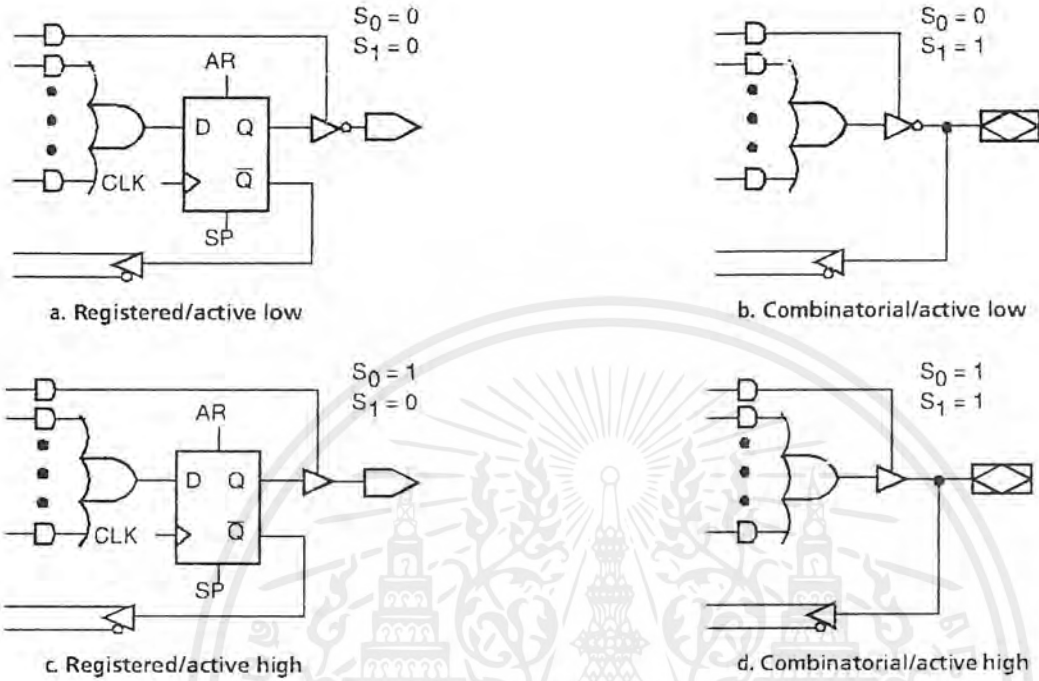 S0 = 0
S1 = 0
AR
D Q
CLK
Q̅
SP
a. Registered/active low
S0 = 0
S1 = 1
b. Combinatorial/active low
S0 = 1
S1 = 0
AR
D Q
CLK
Q̅
SP
c. Registered/active high
S0 = 1
S1 = 1
d. Combinatorial/active high